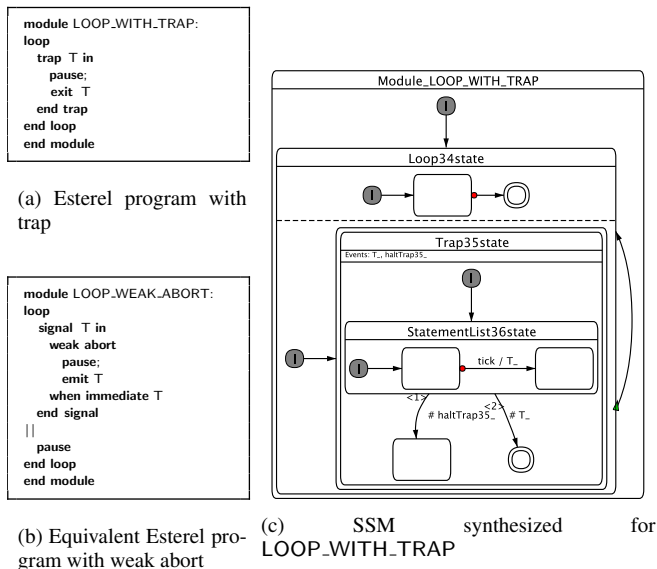 module LOOP_WITH_TRAP:
loop
trap T in
pause;
exit T
end trap
end loop
end module
(a) Esterel program with
trap
module LOOP_WEAK_ABORT:
loop
signal T in
weak abort
pause;
emit T
when immediate T
end signal
||
pause
end loop
end module
(b) Equivalent Esterel pro-
gram with weak abort
Module_LOOP_WITH_TRAP
I
Loop34state
I
Trap35state
Events: T_, haltTrap35_
I
StatementList36state
I
I
tick / T_
<1>
# haltTrap35_
<2>
# T_
(c) SSM synthesized for
LOOP_WITH_TRAP